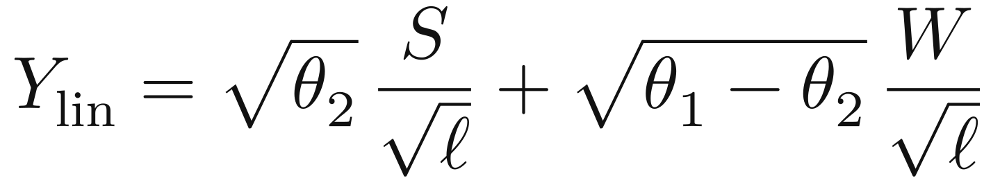 Y_lin = √θ₂ S/√ℓ + √(θ₁ − θ₂) W/√ℓ